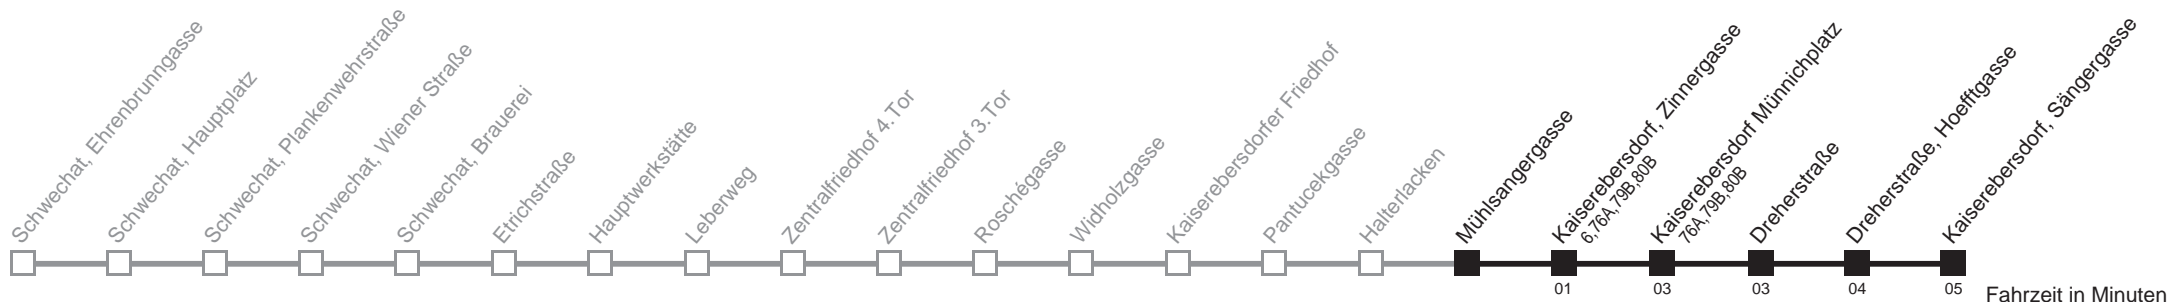 Schwechat, Ehrenbrunngasse
Schwechat, Hauptplatz
Schwechat, Plankenwehrstraße
Schwechat, Wiener Straße
Schwechat, Brauerei
Etrichstraße
Hauptwerkstätte
Leberweg
Zentralfriedhof 4. Tor
Zentralfriedhof 3. Tor
Roschégasse
Widholzgasse
Kaiserebersdorfer Friedhof
Pantucekgasse
Halterlacken
Mühlsangergasse
Kaiserebersdorf, Zinnergasse
6,76A,79B,80B
Kaiserebersdorf Münnichplatz
76A,79B,80B
Dreherstraße
Dreherstraße, Hoefftgasse
Kaiserebersdorf, Sängergasse
01
03
03
04
05
Fahrzeit in Minuten